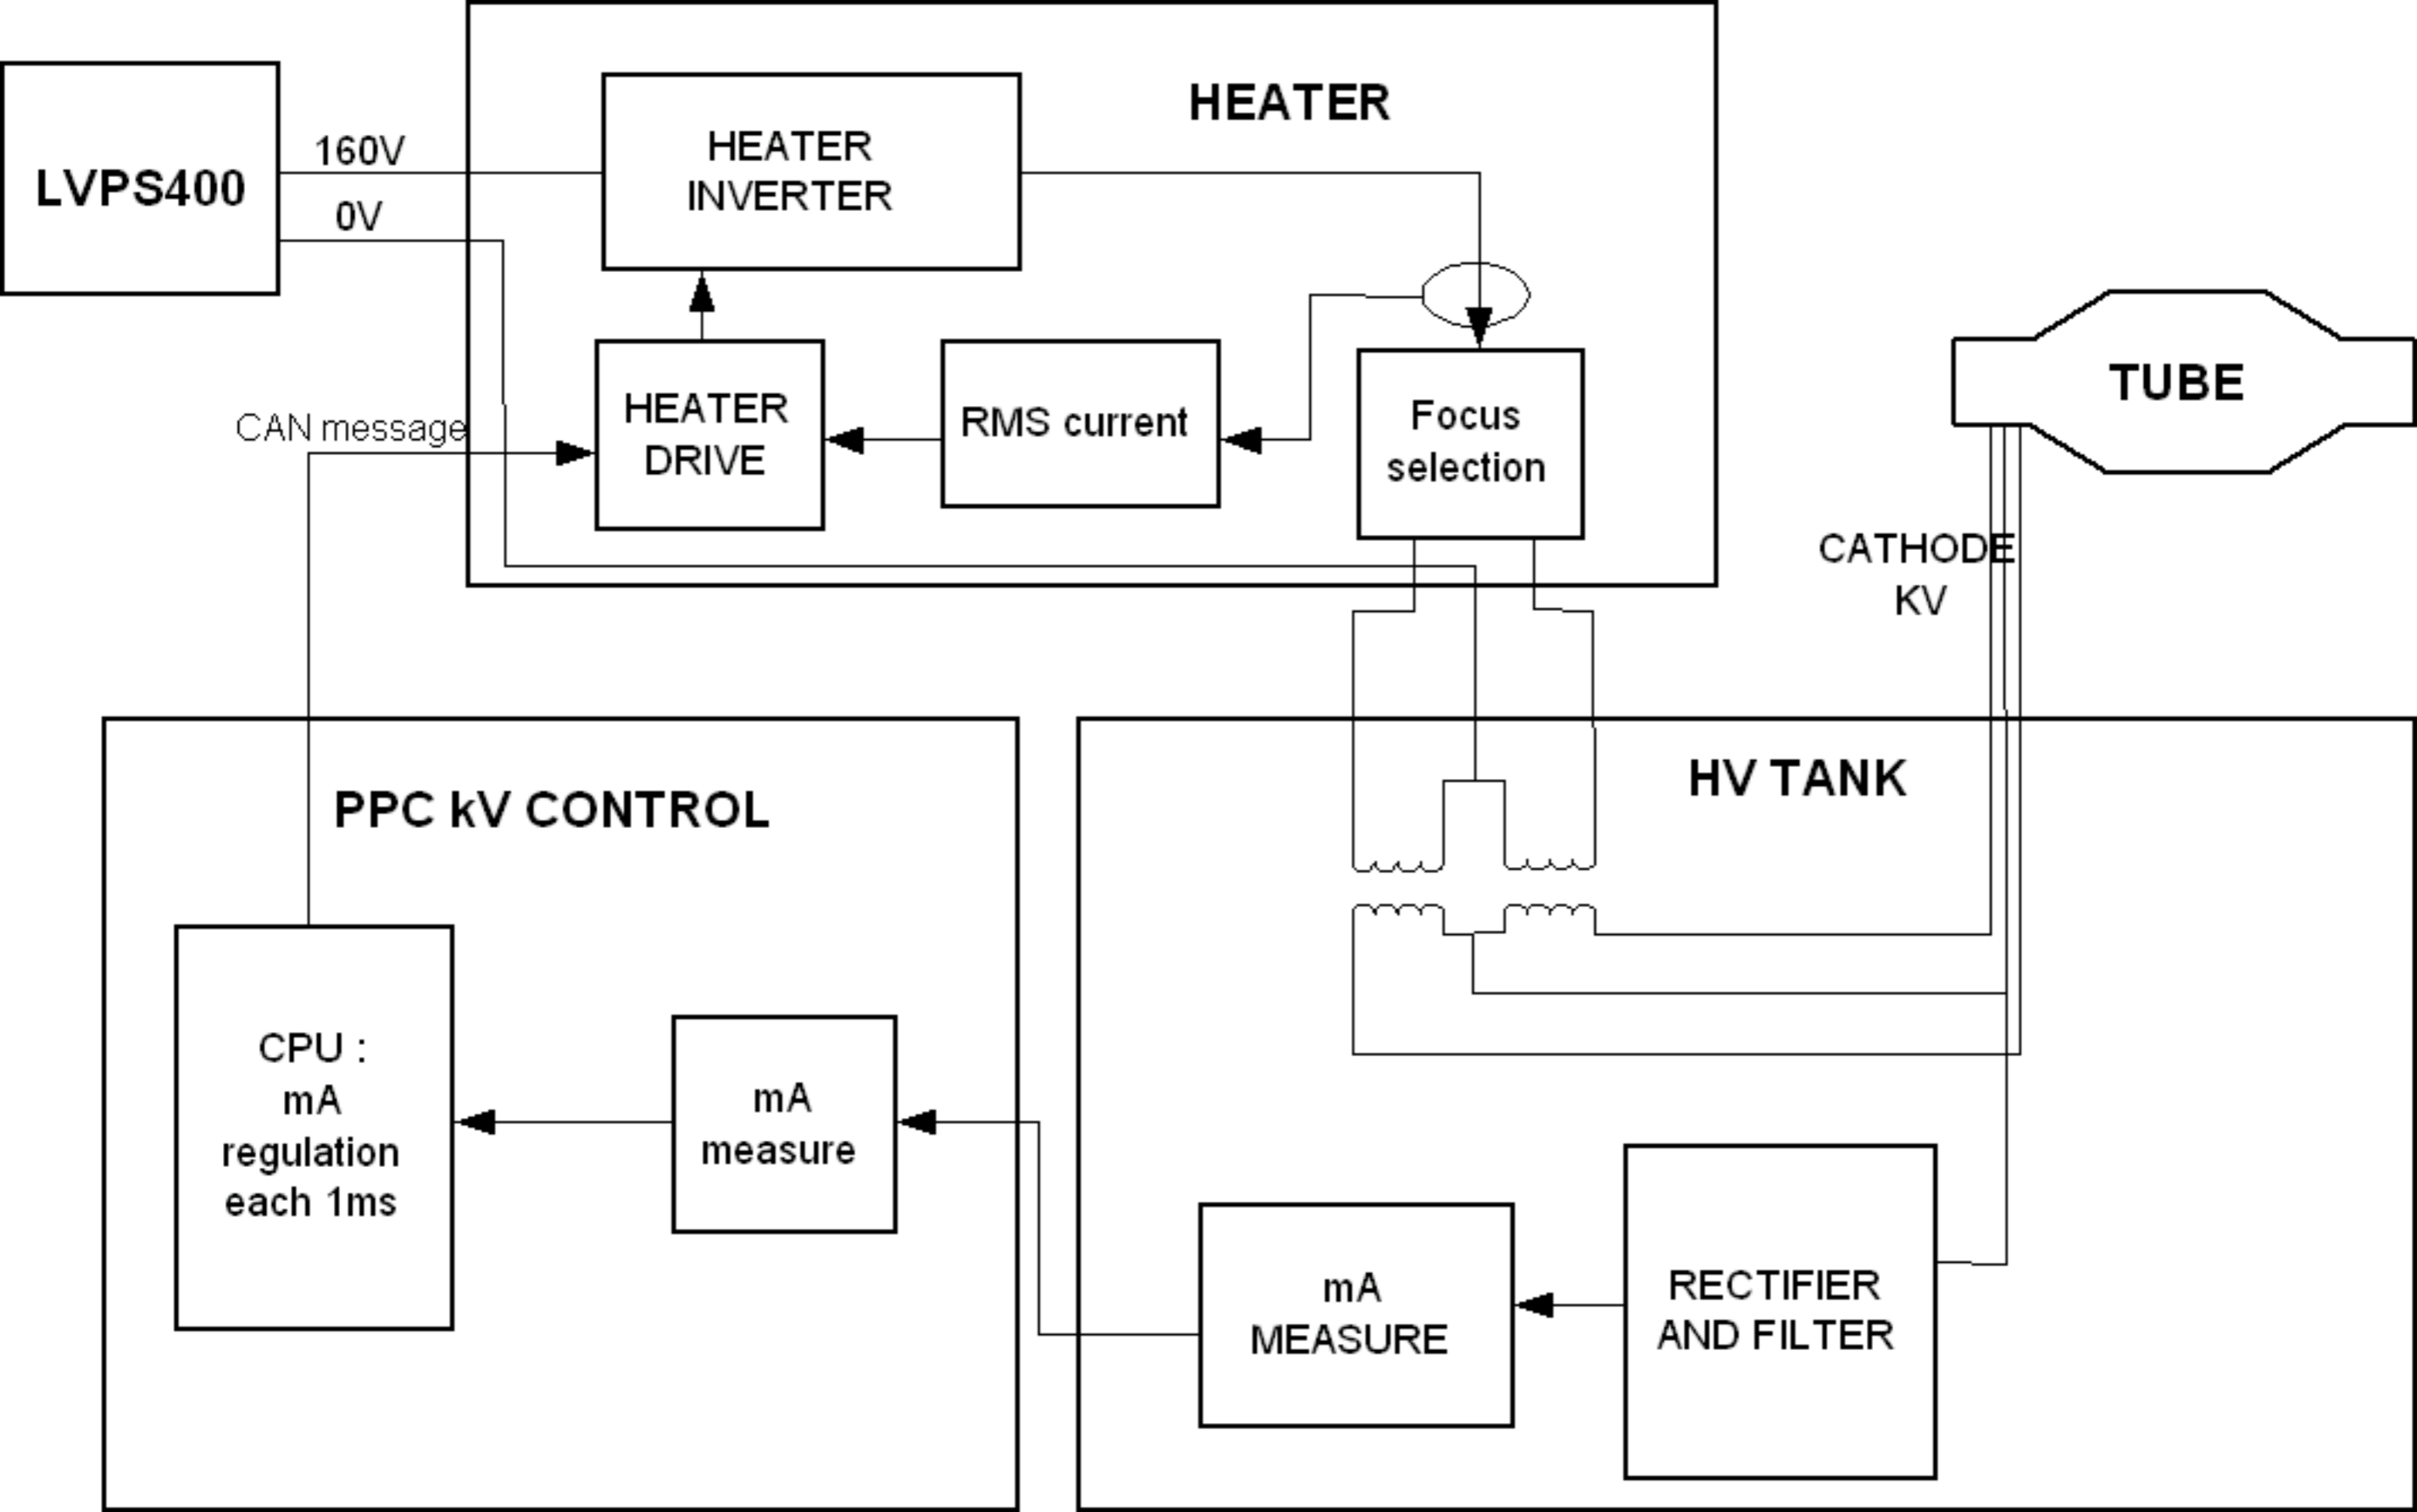 HEATER
HEATER
INVERTER
160V
LVPS400
0V
HEATER
DRIVE
RMS current
Focus
selection
TUBE
CAN message
CATHODE
KV
PPC kV CONTROL
HV TANK
CPU :
mA
regulation
each 1ms
mA
measure
mA
MEASURE
RECTIFIER
AND FILTER